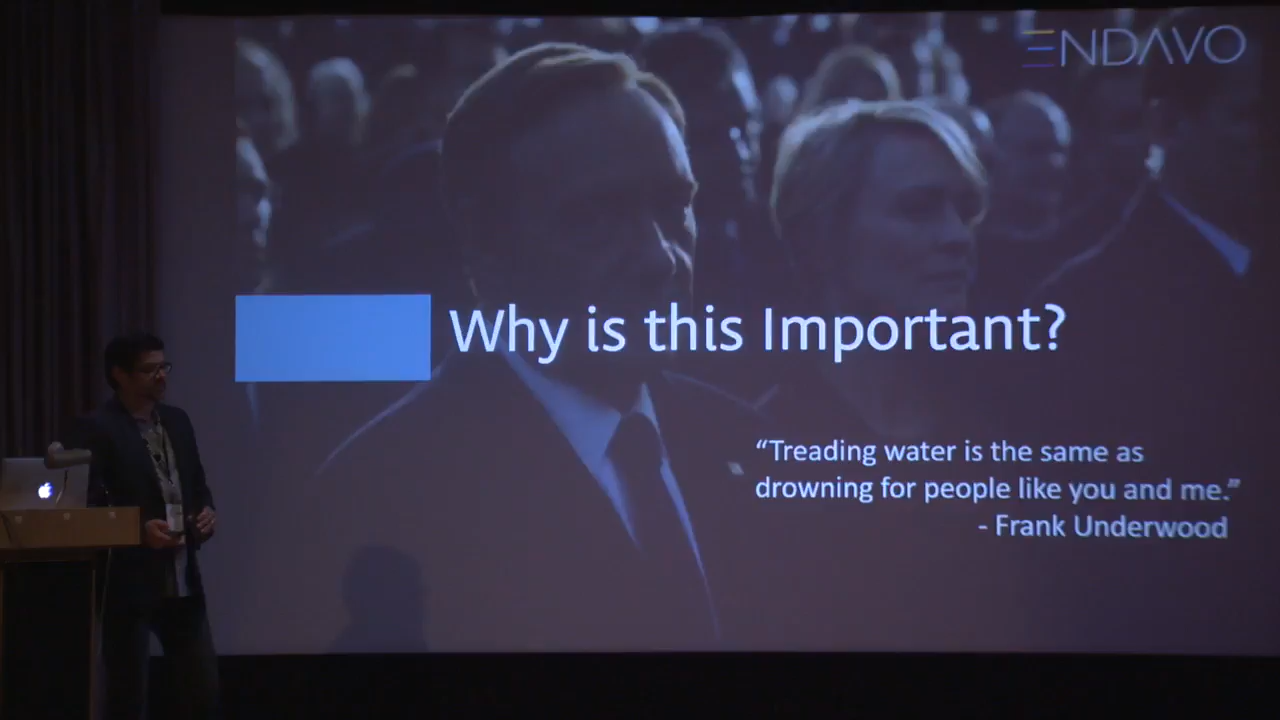 ENDAVO
Why is this Important?
“Treading water is the same as
drowning for people like you and me.”
- Frank Underwood